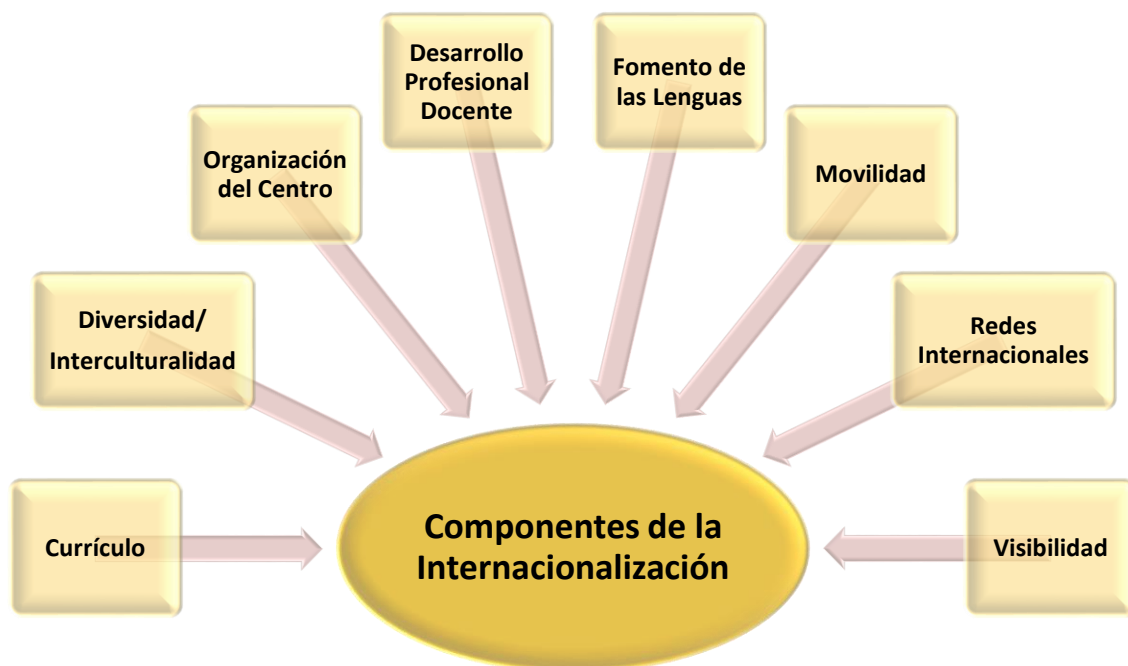 Desarrollo
Profesional
Docente
Fomento de
las Lenguas
Organización
del Centro
Movilidad
Diversidad/
Interculturalidad
Redes
Internacionales
Currículo
Componentes de la
Internacionalización
Visibilidad